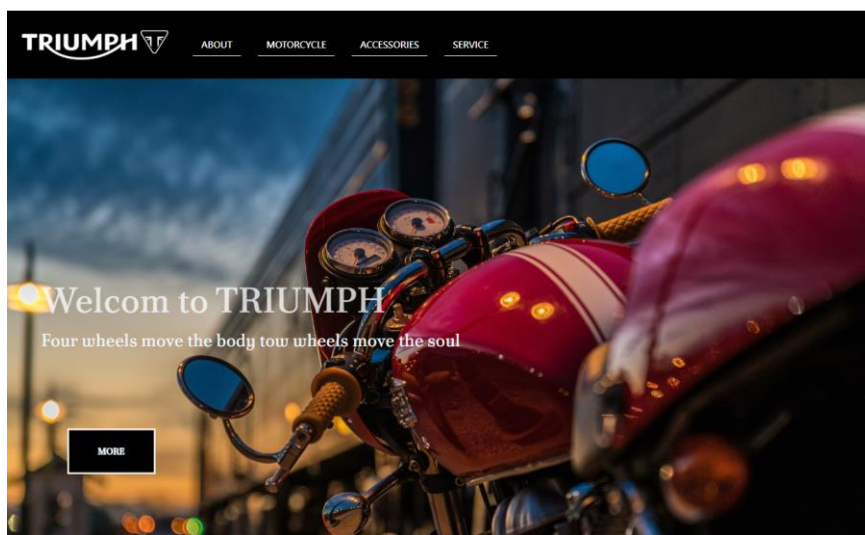 TRIUMPH
ABOUT MOTORCYCLE ACCESSORIES SERVICE
Welcom to TRIUMPH
Four wheels move the body tow wheels move the soul
MORE